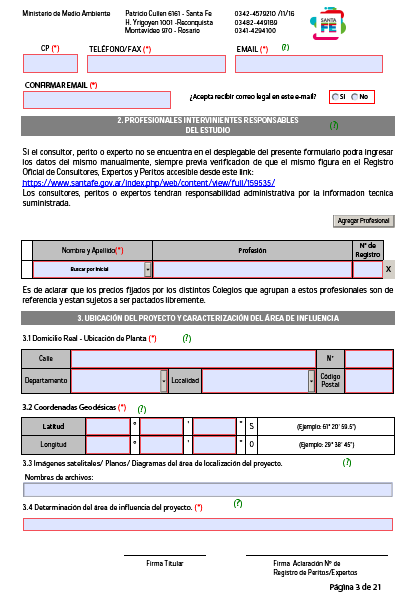 Ministerio de Medio Ambiente
Patricio Cullen 6161 - Santa Fe
H. Yrigoyen 1001 -Reconquista
Montevideo 970 - Rosario
0342-4579210 /11/16
03482-449189
0341-4294100
SANTA
FE
CP (*)
TELÉFONO/FAX (*)
EMAIL (*)
(?)
CONFIRMAR EMAIL (*)
¿Acepta recibir correo legal en este e-mail?
Si
No
2. PROFESIONALES INTERVINIENTES RESPONSABLES
DEL ESTUDIO
(?)
Si el consultor, perito o experto no se encuentra en el desplegable del presente formulario podra ingresar
los datos del mismo manualmente, siempre previa verificacion de que el mismo figura en el Registro
Oficial de Consultores, Expertos y Peritos accesible desde este link:
https://www.santafe.gov.ar/index.php/web/content/view/full/159535/
Los consultores, peritos o expertos tendran responsabilidad administrativa por la informacion tecnica
suministrada.
Agregar Profesional
Nombre y Apellido(*)
Profesión
N° de
Registro
Buscar por inicial
X
Es de aclarar que los precios fijados por los distintos Colegios que agrupan a estos profesionales son de
referencia y estan sujetos a ser pactados libremente.
3. UBICACIÓN DEL PROYECTO Y CARACTERIZACIÓN DEL ÁREA DE INFLUENCIA
3.1 Domicilio Real - Ubicación de Planta (*)
(?)
Calle
N°
Departamento
Localidad
Código
Postal
3.2 Coordenadas Geodésicas (*)
(?)
Latitud
°
'
"
S
(Ejemplo: 61° 20' 59.5")
Longitud
°
'
"
O
(Ejemplo: 29° 38' 45")
3.3 Imágenes satelitales/ Planos/ Diagramas del área de localización del proyecto.
(?)
Nombres de archivos:
3.4 Determinación del área de influencia del proyecto. (*)
(?)
Firma Titular
Firma Aclaración N° de
Registro de Peritos/Expertos
Página 3 de 21